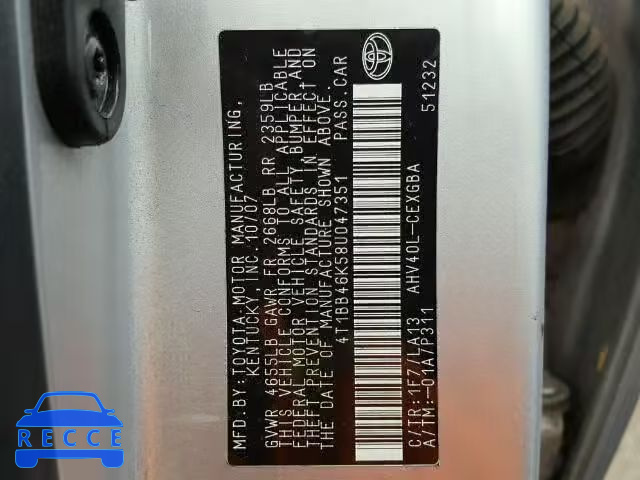 MFD.BY:TOYOTA MOTOR MANUFACTURING,
KENTUCKY, INC. 10/07
GVWR 4655LB GAWR FR 2668LB RR 2359LB
THIS VEHICLE CONFORMS TO ALL APPLICABLE
FEDERAL MOTOR VEHICLE SAFETY, BUMPER AND
THEFT PREVENTION STANDARDS IN EFFECT ON
THE DATE OF MANUFACTURE SHOWN ABOVE.
4T1BB46K58U047351 PASS.CAR
C/TR:1F7/LA13 AHV40L-CEXGBA
A/TM:-01A/P311 51232
RECCE